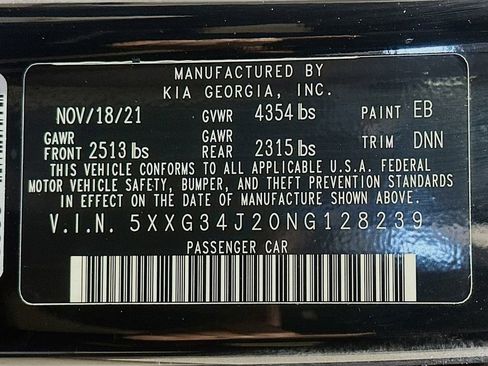 MANUFACTURED BY
KIA GEORGIA, INC.
NOV/18/21 GVWR 4354 lbs PAINT EB
GAWR FRONT 2513 lbs GAWR REAR 2315 lbs TRIM DNN
THIS VEHICLE CONFORMS TO ALL APPLICABLE U.S.A. FEDERAL
MOTOR VEHICLE SAFETY, BUMPER, AND THEFT PREVENTION STANDARDS
IN EFFECT ON THE DATE OF MANUFACTURE SHOWN ABOVE.
V.I.N. 5XXG34J20NG128239
PASSENGER CAR